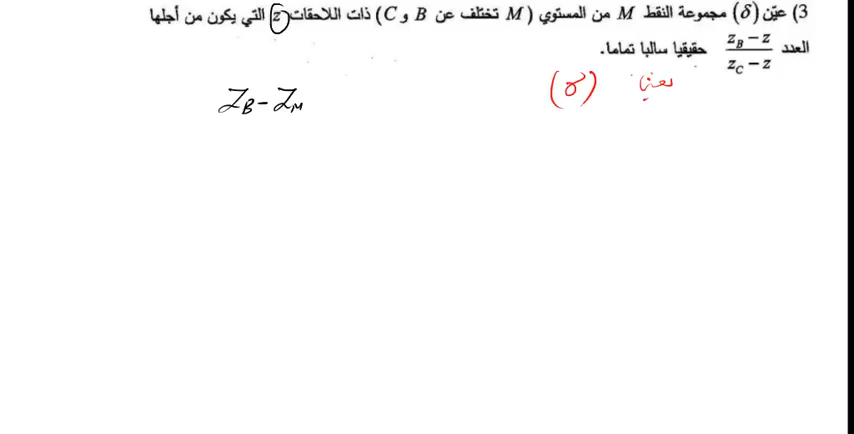 3) عيّن (δ) مجموعة النقط M من المستوي ( M تختلف عن B و C) ذات اللاحقات z التي يكون من أجلها
العدد \frac{z_B - z}{z_C - z} حقيقيا سالبا تماما.
(δ)
Z_B - Z_M